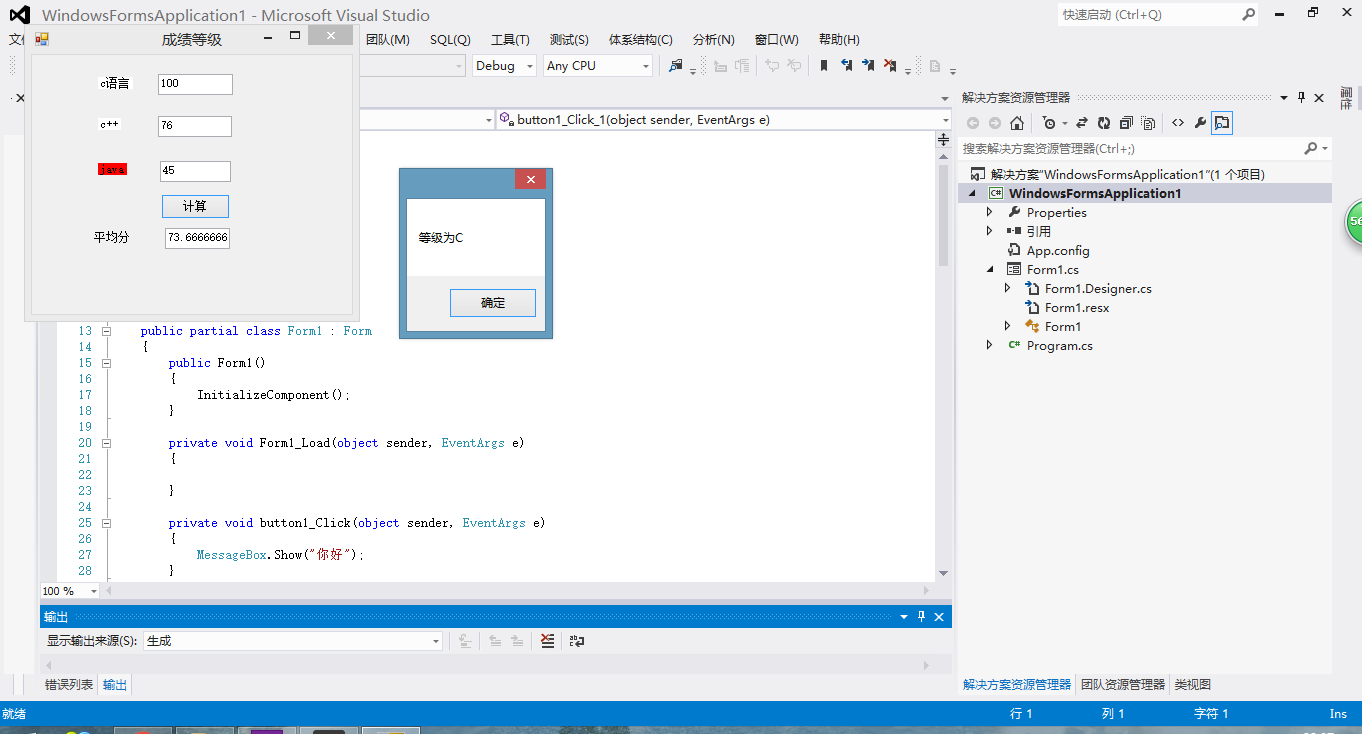 WindowsFormsApplication1 - Microsoft Visual Studio
快速启动 (Ctrl+Q)
成绩等级
团队(M) SQL(Q) 工具(T) 测试(S) 体系结构(C) 分析(N) 窗口(W) 帮助(H)
Debug Any CPU
c语言 100
c++ 76
java 45
计算
平均分 73.6666666
button1_Click_1(object sender, EventArgs e)
等级为C
确定
13 public partial class Form1 : Form
14 {
15 public Form1()
16 {
17 InitializeComponent();
18 }
19
20 private void Form1_Load(object sender, EventArgs e)
21 {
22
23 }
24
25 private void button1_Click(object sender, EventArgs e)
26 {
27 MessageBox.Show("你好");
28 }
100 %
输出
显示输出来源(S): 生成
错误列表 输出
解决方案资源管理器
搜索解决方案资源管理器(Ctrl+;)
解决方案"WindowsFormsApplication1"(1 个项目)
WindowsFormsApplication1
Properties
引用
App.config
Form1.cs
Form1.Designer.cs
Form1.resx
Form1
Program.cs
解决方案资源管理器 团队资源管理器 类视图
属性
56
就绪 行 1 列 1 字符 1 Ins